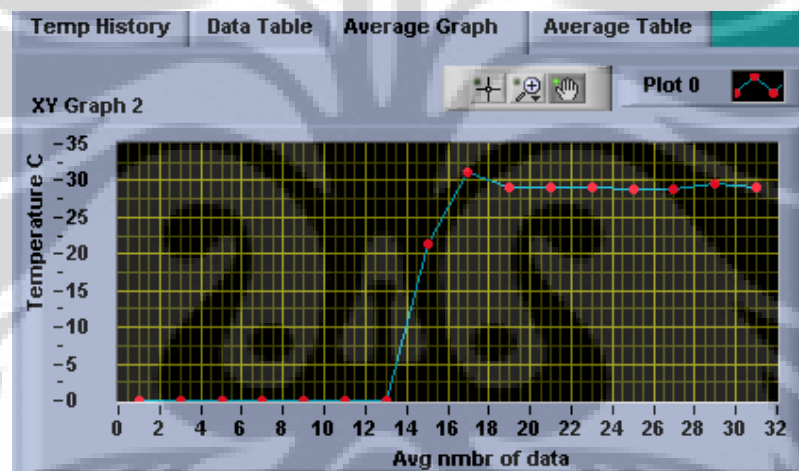 Temp History Data Table Average Graph Average Table
Plot 0
XY Graph 2
Temperature C
-35
-30
-25
-20
-15
-10
-5
-0
0 2 4 6 8 10 12 14 16 18 20 22 24 26 28 30 32
Avg nmbr of data